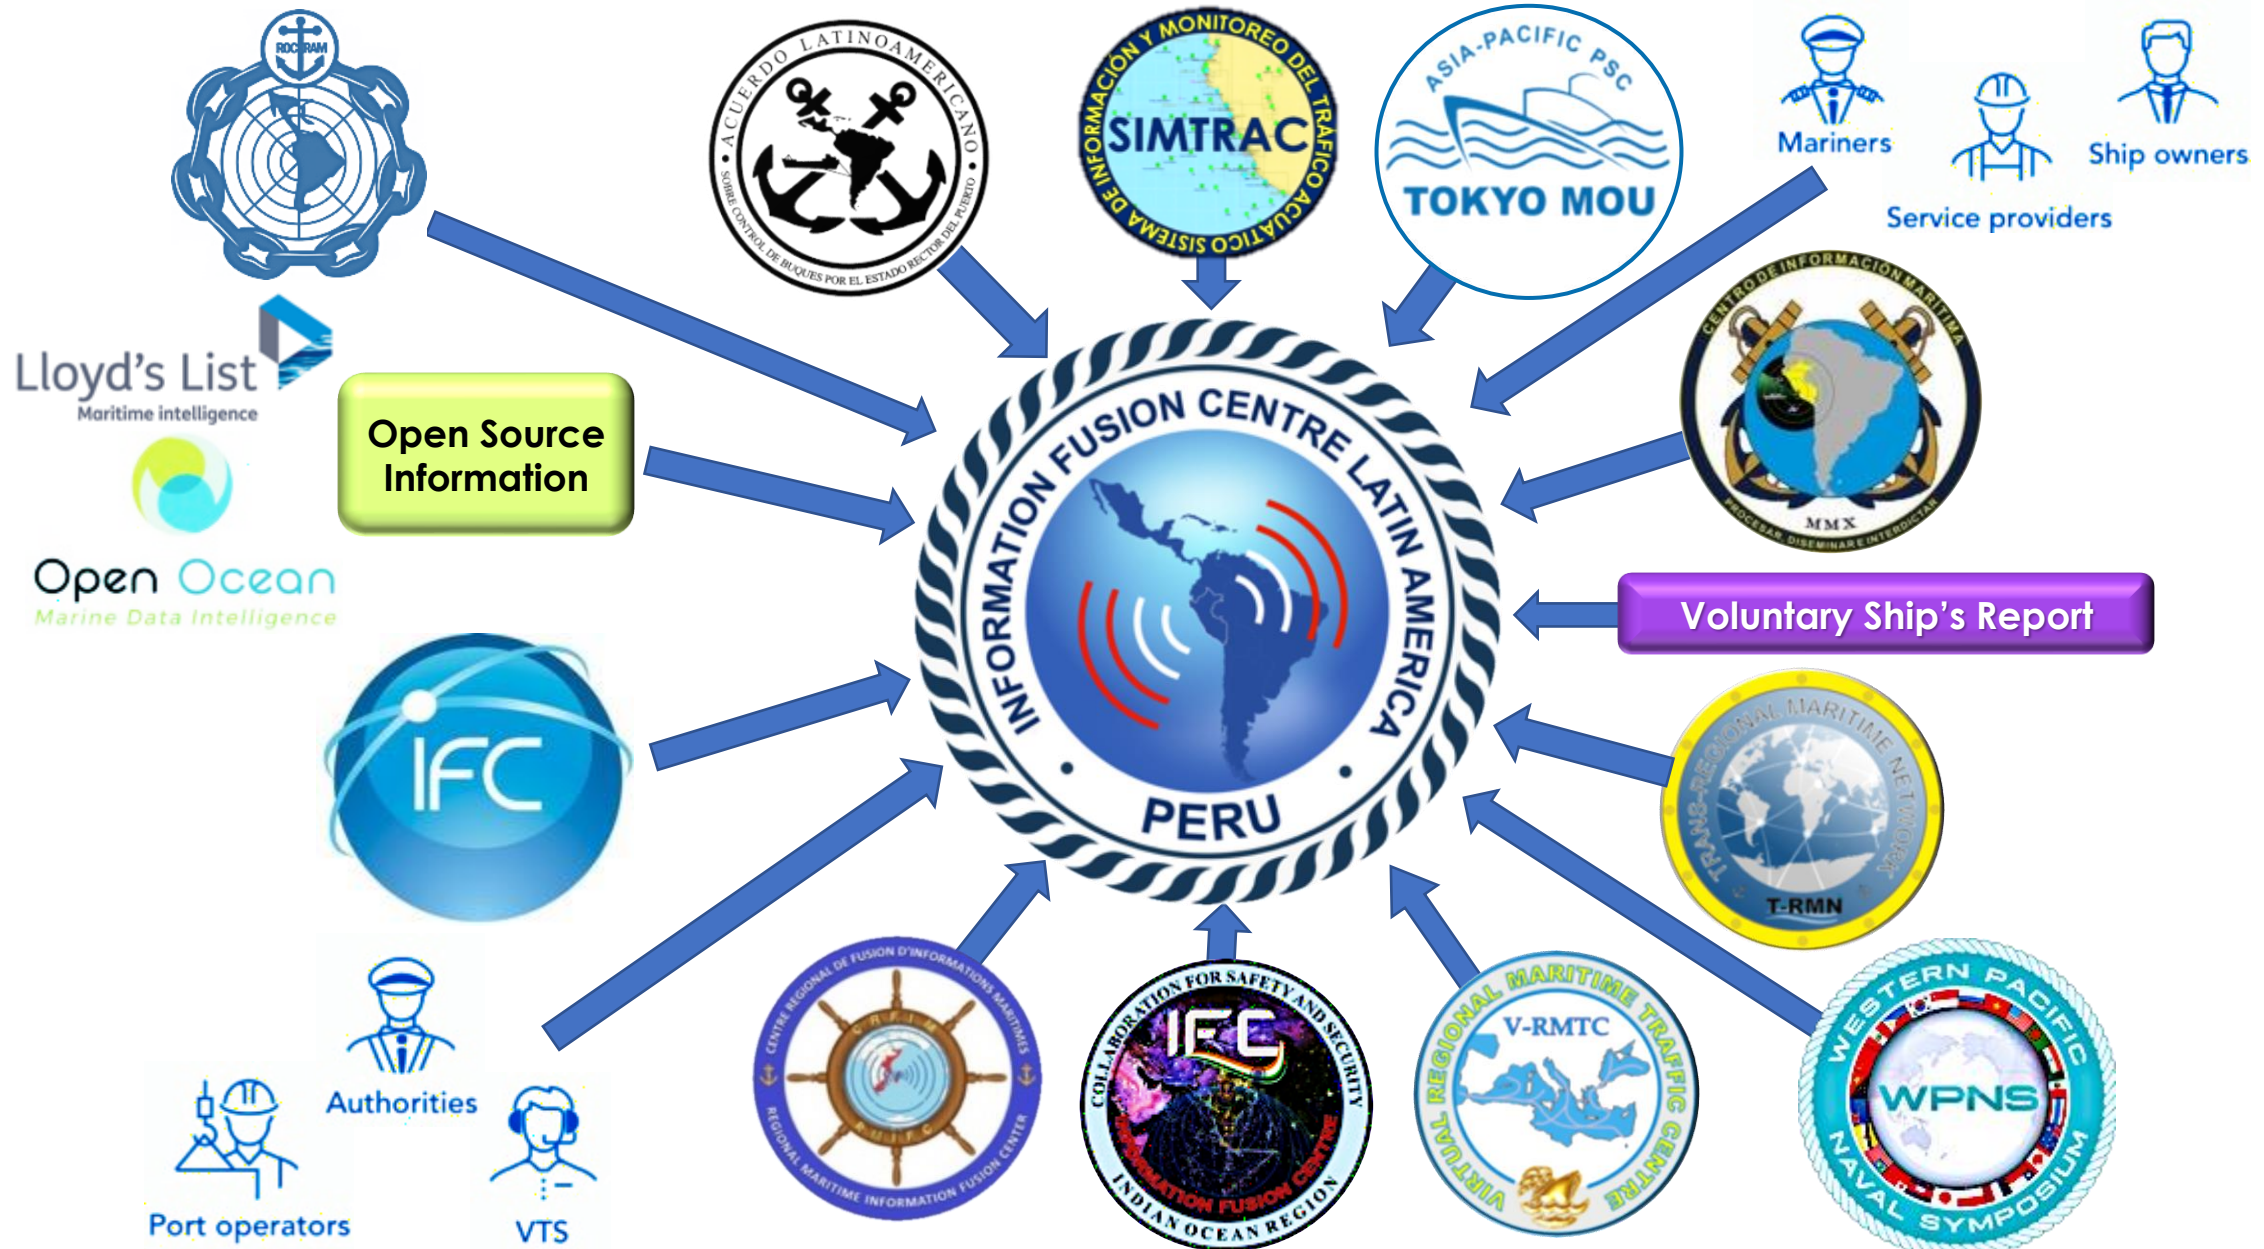 ROCRAM
ACUERDO LATINOAMERICANO
SOBRE CONTROL DE BUQUES POR EL ESTADO RECTOR DEL PUERTO
SISTEMA DE INFORMACIÓN Y MONITOREO DEL TRÁFICO ACUÁTICO
SIMTRAC
ASIA-PACIFIC PSC
TOKYO MOU
Mariners
Ship owners
Service providers
Lloyd's List
Maritime intelligence
Open Source
Information
Open Ocean
Marine Data Intelligence
CENTRO DE INFORMACIÓN MARÍTIMA
MMX
PROCESAR, DISEMINAR E INTERDICTAR
INFORMATION FUSION CENTRE LATIN AMERICA
PERU
Voluntary Ship's Report
IFC
TRANS-REGIONAL MARITIME NETWORK
T-RMN
Authorities
Port operators
VTS
CENTRE REGIONAL DE FUSION D'INFORMATIONS MARITIMES
C.R.F.I.M
R.M.I.F.C
REGIONAL MARITIME INFORMATION FUSION CENTER
COLLABORATION FOR SAFETY AND SECURITY
IFC
INFORMATION FUSION CENTRE
INDIAN OCEAN REGION
VIRTUAL REGIONAL MARITIME TRAFFIC CENTRE
V-RMTC
WESTERN PACIFIC
WPNS
NAVAL SYMPOSIUM